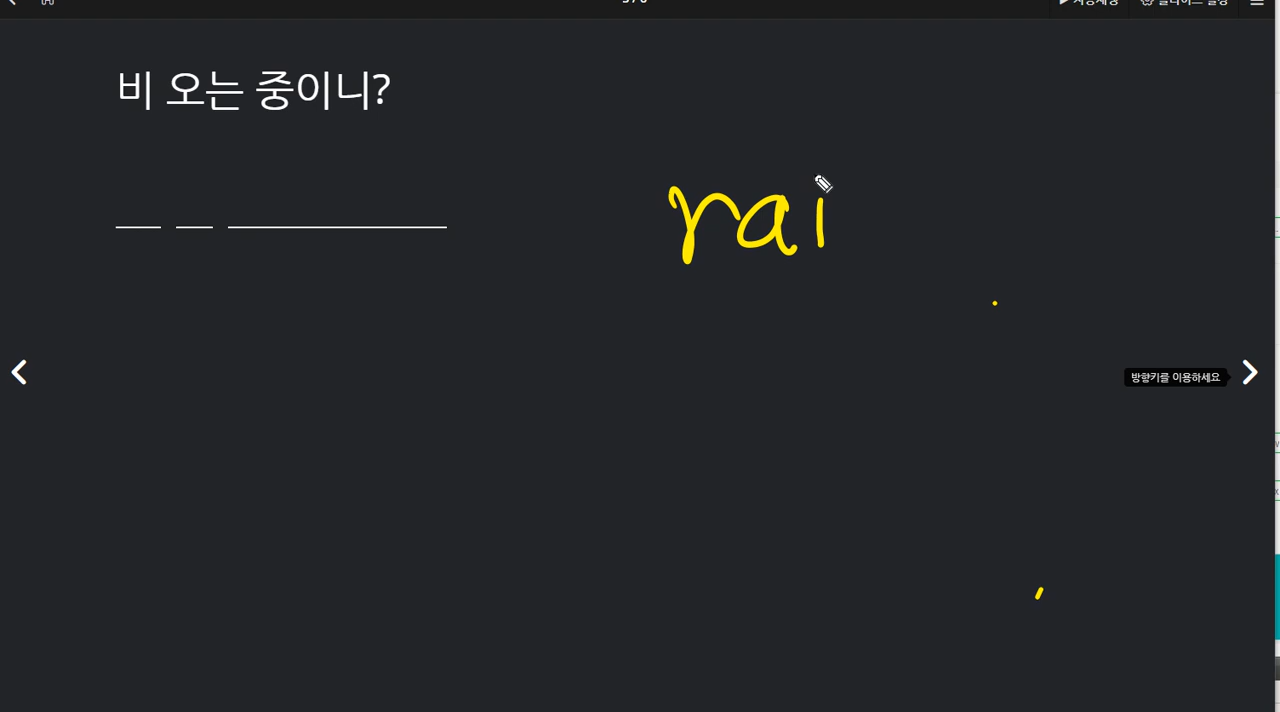 비 오는 중이니?
rai
방향키를 이용하세요